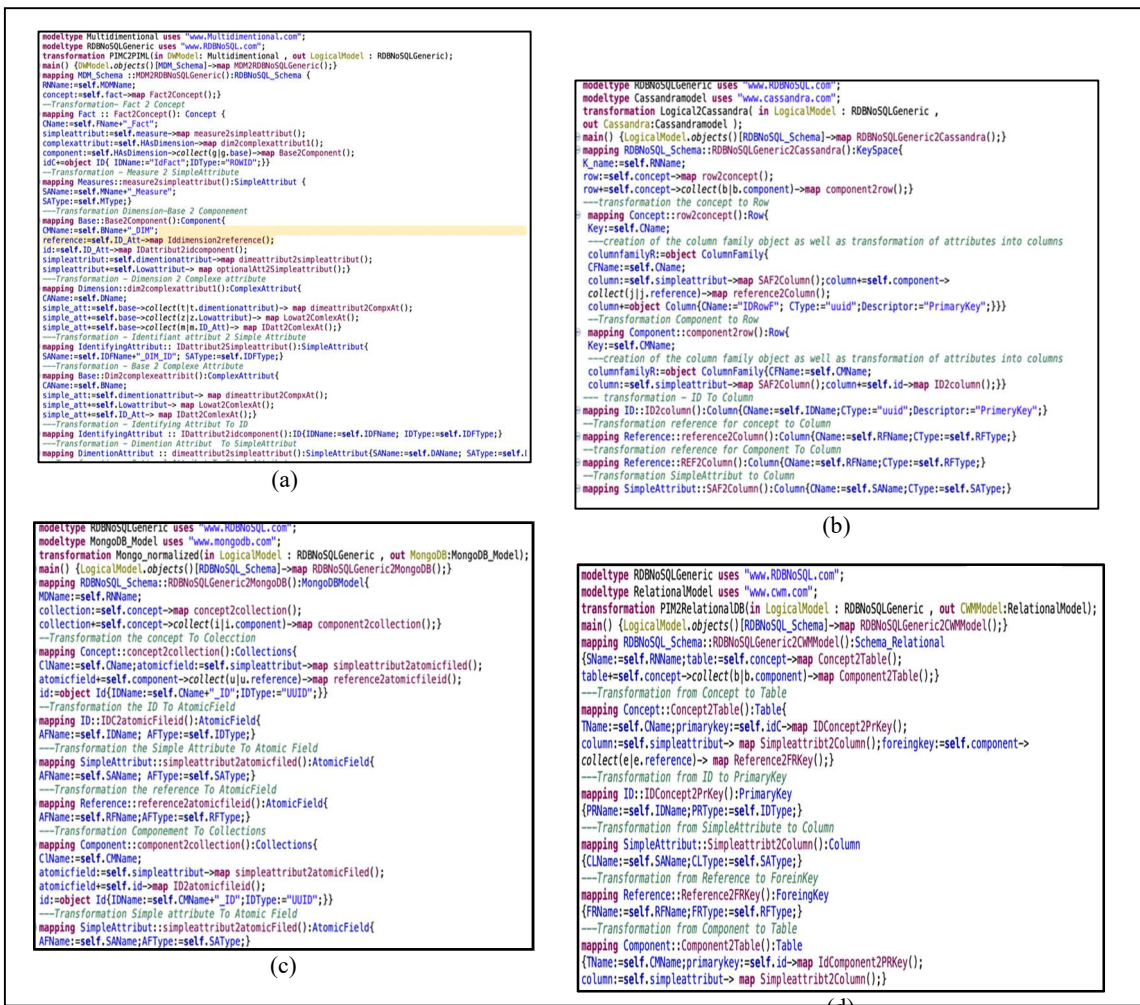 modeltype Multidimentional uses "www.Multidimentional.com";
modeltype RDBNoSQLGeneric uses "www.RDBNoSQL.com";
transformation PIMC2PIML(in DWModel: Multidimentional , out LogicalModel : RDBNoSQLGeneric);
main() {DWModel.objects()[MDM_Schema]->map MDM2RDBNoSQLGeneric();}
mapping MDM_Schema ::MDM2RDBNoSQLGeneric():RDBNoSQL_Schema {
RNName:=self.MDMName;
concept:=self.fact->map Fact2Concept();}
--Transformation- Fact 2 Concept
mapping Fact :: Fact2Concept(): Concept {
CName:=self.FName+"_Fact";
simpleattribut:=self.measure->map measure2simpleattribut();
complexattribut:=self.HAsDimension->map dim2complexattribut1();
component:=self.HAsDimension->collect(g|g.base)->map Base2Component();
idC+=object ID{ IDName:="IdFact";IDType:="ROWID";}}
--Transformation - Measure 2 SimpleAttribute
mapping Measures::measure2simpleattribut():SimpleAttribut {
SAName:=self.MName+"_Measure";
SAType:=self.MType;}
---Transformation Dimension-Base 2 Componement
mapping Base::Base2Component():Component{
CMName:=self.BName+"_DIM";
reference:=self.ID_Att->map Iddimension2reference();
id:=self.ID_Att->map IDattribut2idcomponent();
simpleattribut:=self.dimentionattribut->map dimeattribut2simpleattribut();
simpleattribut+=self.Lowattribut-> map optionalAtt2Simpleattribut();}
---Transformation - Dimension 2 Complexe attribute
mapping Dimension::dim2complexattribut1():ComplexAttribut{
CAName:=self.DName;
simple_att:=self.base->collect(t|t.dimentionattribut)-> map dimeattribut2CompxAt();
simple_att+=self.base->collect(z|z.Lowattribut)-> map Lowat2ComlexAt();
simple_att+=self.base->collect(m|m.ID_Att)-> map IDatt2ComlexAt();}
---Transformation - Identifiant attribut 2 Simple Attribute
mapping IdentifyingAttribut:: IDattribut2Simpleattribut():SimpleAttribut{
SAName:=self.IDFName+"_DIM_ID"; SAType:=self.IDFType;}
---Transformation - Base 2 Complexe Attribute
mapping Base::Dim2complexeattribit():ComplexAttribut{
CAName:=self.BName;
simple_att:=self.dimentionattribut-> map dimeattribut2CompxAt();
simple_att+=self.Lowattribut-> map Lowat2ComlexAt();
simple_att+=self.ID_Att-> map IDatt2ComlexAt();}
---Transformation - Identifying Attribut To ID
mapping IdentifyingAttribut :: IDattribut2idcomponent():ID{IDName:=self.IDFName; IDType:=self.IDFType;}
---Transformation - Dimention Attribut To SimpleAttribut
mapping DimentionAttribut :: dimeattribut2simpleattribut():SimpleAttribut{SAName:=self.DAName; SAType:=self.
(a)
modeltype RDBNoSQLGeneric uses "www.RDBNoSQL.com";
modeltype Cassandramodel uses "www.cassandra.com";
transformation Logical2Cassandra( in LogicalModel : RDBNoSQLGeneric ,
out Cassandra:Cassandramodel );
main() {LogicalModel.objects()[RDBNoSQL_Schema]->map RDBNoSQLGeneric2Cassandra();}
mapping RDBNoSQL_Schema::RDBNoSQLGeneric2Cassandra():KeySpace{
K_name:=self.RNName;
row:=self.concept->map row2concept();
row+=self.concept->collect(b|b.component)->map component2row();}
---transformation the concept to Row
mapping Concept::row2concept():Row{
Key:=self.CName;
---creation of the column family object as well as transformation of attributes into columns
columnfamilyR:=object ColumnFamily{
CFName:=self.CName;
column:=self.simpleattribut->map SAF2Column();column+=self.component->
collect(j|j.reference)->map reference2Column();
column+=object Column{CName:="IDRowF"; CType:="uuid";Descriptor:="PrimaryKey";}}}
--Transformation Component to Row
mapping Component::component2row():Row{
Key:=self.CMName;
---creation of the column family object as well as transformation of attributes into columns
columnfamilyR:=object ColumnFamily{CFName:=self.CMName;
column:=self.simpleattribut->map SAF2Column();column+=self.id->map ID2column();}}
--- transformation - ID To Column
mapping ID::ID2column():Column{CName:=self.IDName;CType:="uuid";Descriptor:="PrimeryKey";}
--Transformation reference for concept to Column
mapping Reference::reference2Column():Column{CName:=self.RFName;CType:=self.RFType;}
--transformation reference for Component To Column
mapping Reference::REF2Column():Column{CName:=self.RFName;CType:=self.RFType;}
--Transformation SimpleAttribut to Column
mapping SimpleAttribut::SAF2Column():Column{CName:=self.SAName;CType:=self.SAType;}
(b)
modeltype RDBNoSQLGeneric uses "www.RDBNoSQL.com";
modeltype MongoDB_Model uses "www.mongodb.com";
transformation Mongo_normalized(in LogicalModel : RDBNoSQLGeneric , out MongoDB:MongoDB_Model);
main() {LogicalModel.objects()[RDBNoSQL_Schema]->map RDBNoSQLGeneric2MongoDB();}
mapping RDBNoSQL_Schema::RDBNoSQLGeneric2MongoDB():MongoDBModel{
MDName:=self.RNName;
collection:=self.concept->map concept2collection();
collection+=self.concept->collect(i|i.component)->map component2collection();}
--Transformation the concept To Colecction
mapping Concept::concept2collection():Collections{
ClName:=self.CName;atomicfield:=self.simpleattribut->map simpleattribut2atomicfiled();
atomicfield+=self.component->collect(u|u.reference)->map reference2atomicfileid();
id:=object Id{IDName:=self.CName+"_ID";IDType:="UUID";}}
---Transformation the ID To AtomicField
mapping ID::IDC2atomicFileid():AtomicField{
AFName:=self.IDName; AFType:=self.IDType;}
---Transformation the Simple Attribut To Atomic Field
mapping SimpleAttribut::simpleattribut2atomicfiled():AtomicField{
AFName:=self.SAName; AFType:=self.SAType;}
---Transformation the reference To AtomicField
mapping Reference::reference2atomicfileid():AtomicField{
AFName:=self.RFName;AFType:=self.RFType;}
---Transformation Componement To Collections
mapping Component::component2collection():Collections{
ClName:=self.CMName;
atomicfield:=self.simpleattribut->map simpleattribut2atomicFiled();
atomicfield+=self.id->map ID2atomicfileid();
id:=object Id{IDName:=self.CMName+"_ID";IDType:="UUID";}}
---Transformation Simple attribute To Atomic Field
mapping SimpleAttribut::simpleattribut2atomicFiled():AtomicField{
AFName:=self.SAName;AFType:=self.SAType;}
(c)
modeltype RDBNoSQLGeneric uses "www.RDBNoSQL.com";
modeltype RelationalModel uses "www.cwm.com";
transformation PIM2RelationalDB(in LogicalModel : RDBNoSQLGeneric , out CWMModel:RelationalModel);
main() {LogicalModel.objects()[RDBNoSQL_Schema]->map RDBNoSQLGeneric2CWMModel();}
mapping RDBNoSQL_Schema::RDBNoSQLGeneric2CWMModel():Schema_Relational
{SName:=self.RNName;table:=self.concept->map Concept2Table();
table+=self.concept->collect(b|b.component)->map Component2Table();}
---Transformation from Concept to Table
mapping Concept::Concept2Table():Table{
TName:=self.CName;primarykey:=self.idC->map IDConcept2PrKey();
column:=self.simpleattribut-> map Simpleattribt2Column();foreingkey:=self.component->
collect(e|e.reference)-> map Reference2FRKey();}
---Transformation from ID to PrimaryKey
mapping ID::IDConcept2PrKey():PrimaryKey
{PRName:=self.IDName;PRType:=self.IDType;}
---Transformation from SimpleAttribute to Column
mapping SimpleAttribut::Simpleattribt2Column():Column
{CLName:=self.SAName;CLType:=self.SAType;}
---Transformation from Reference to ForeinKey
mapping Reference::Reference2FRKey():ForeingKey
{FRName:=self.RFName;FRType:=self.RFType;}
---Transformation from Component to Table
mapping Component::Component2Table():Table
{TName:=self.CMName;primarykey:=self.id->map IdComponent2PRKey();
column:=self.simpleattribut-> map Simpleattribt2Column();}
(d)